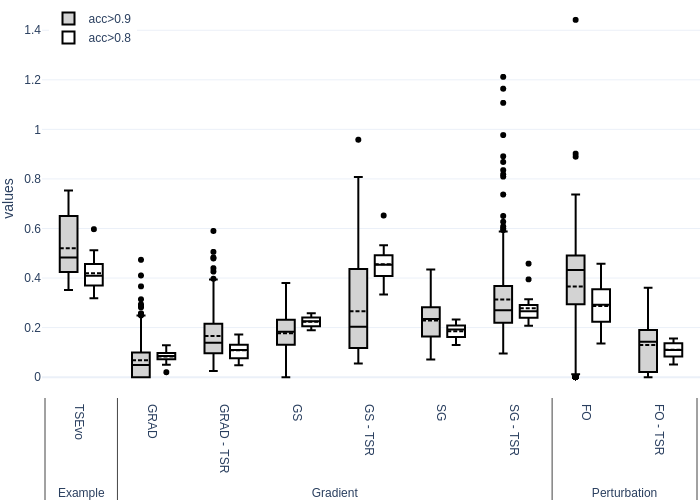 acc>0.9
acc>0.8
values
1.4
1.2
1
0.8
0.6
0.4
0.2
0
TSEvo
GRAD
GRAD - TSR
GS
GS - TSR
SG
SG - TSR
FO
FO - TSR
Example
Gradient
Perturbation